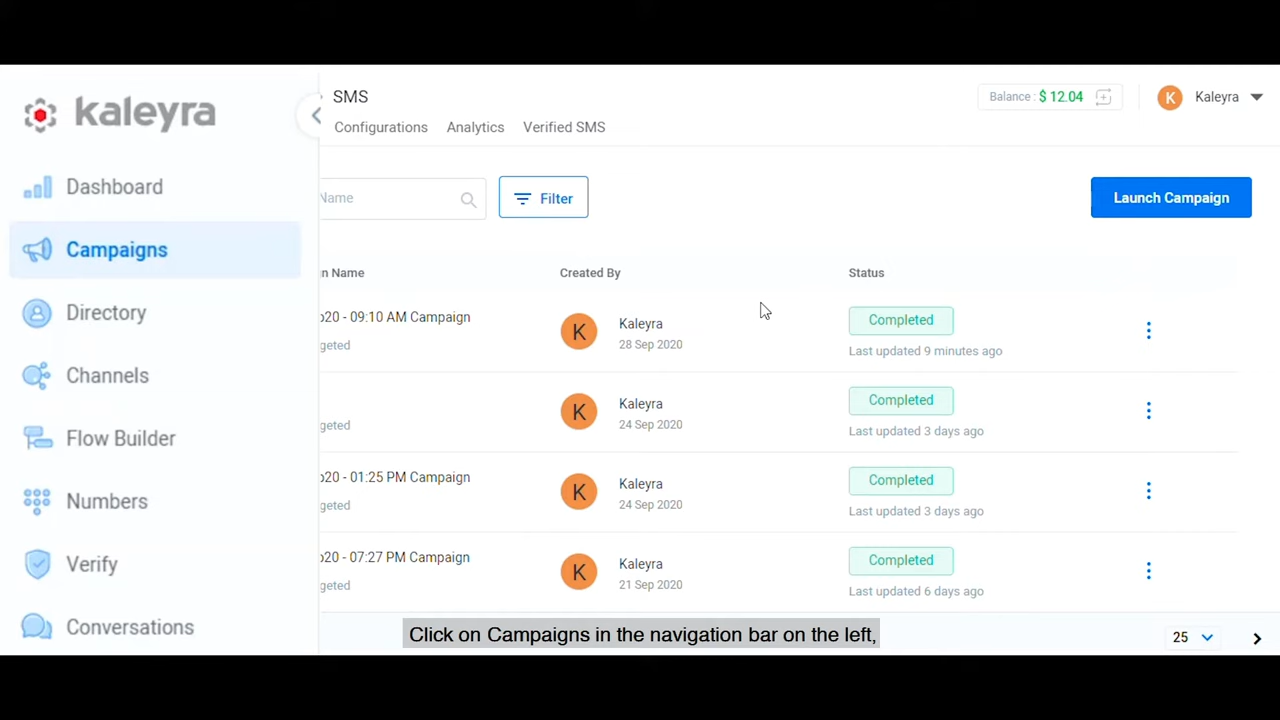 kaleyra
Dashboard
Campaigns
Directory
Channels
Flow Builder
Numbers
Verify
Conversations
SMS
Balance : $ 12.04
K
Kaleyra
Configurations Analytics Verified SMS
Name
Filter
Launch Campaign
n Name Created By Status
20 - 09:10 AM Campaign
geted
K
Kaleyra
28 Sep 2020
Completed
Last updated 9 minutes ago
geted
K
Kaleyra
24 Sep 2020
Completed
Last updated 3 days ago
20 - 01:25 PM Campaign
geted
K
Kaleyra
24 Sep 2020
Completed
Last updated 3 days ago
20 - 07:27 PM Campaign
geted
K
Kaleyra
21 Sep 2020
Completed
Last updated 6 days ago
Click on Campaigns in the navigation bar on the left,
25